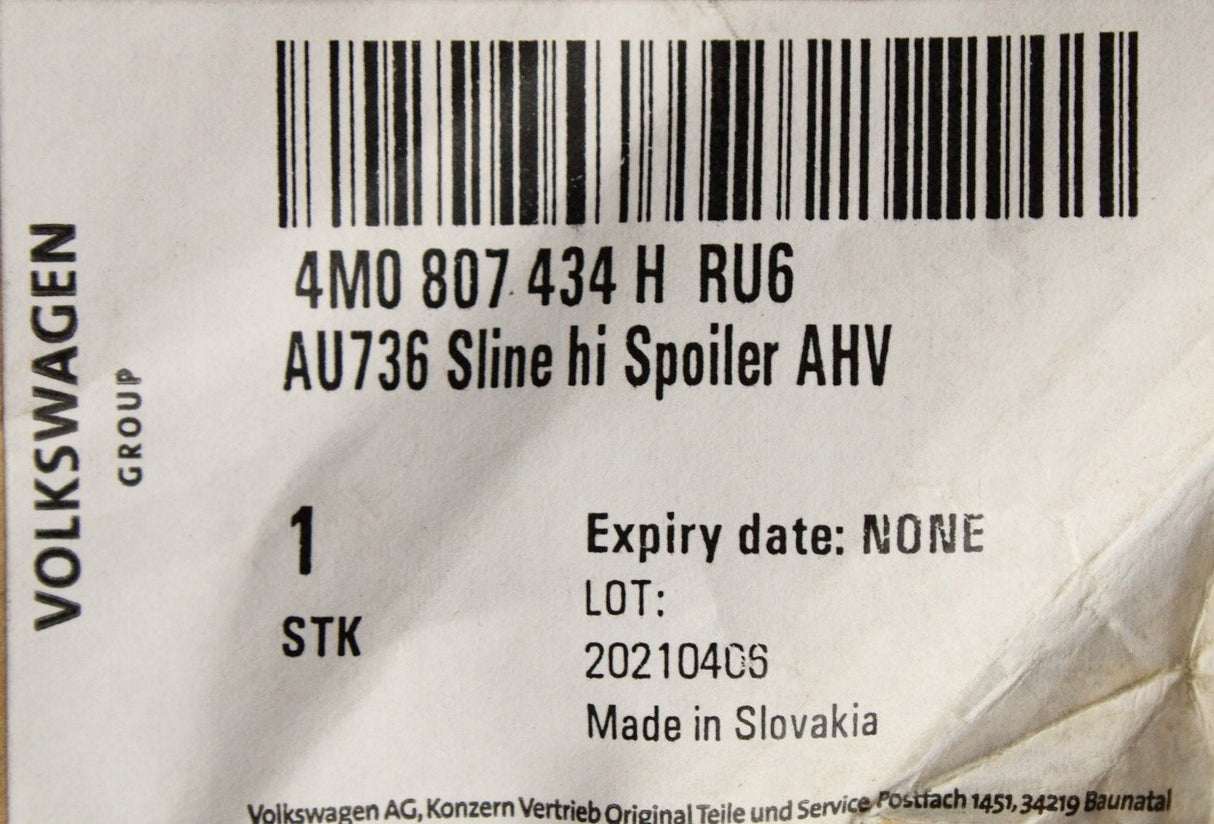 VOLKSWAGEN
GROUP
4M0 807 434 H RU6
AU736 Sline hi Spoiler AHV
1
STK
Expiry date: NONE
LOT:
20210406
Made in Slovakia
Volkswagen AG, Konzern Vertrieb Original Teile und Service Postfach 1451, 34219 Baunatal